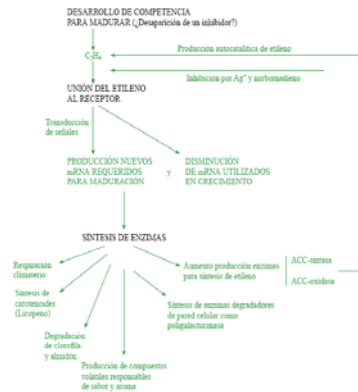 DESARROLLO DE COMPETENCIA
PARA MADURAR (¿Desaparición de un inhibidor?)
C₂H₄
Producción autocatalítica de etileno
Inhibición por Ag⁺ y norbornadieno
UNIÓN DEL ETILENO
AL RECEPTOR
Transducción
de señales
PRODUCCIÓN NUEVOS
mRNA REQUERIDOS
PARA MADURACIÓN
y
DISMINUCIÓN
DE mRNA UTILIZADOS
EN CRECIMIENTO
SÍNTESIS DE ENZIMAS
Respiración
climaterio
Aumento producción enzimas
para síntesis de etileno
ACC-sintasa
ACC-oxidasa
Síntesis de
carotenoides
(Licopeno)
Síntesis de enzimas degradadores
de pared celular como
poligalacturonasa
Degradación
de clorofila
y almidón
Producción de compuestos
volátiles responsables
de sabor y aroma